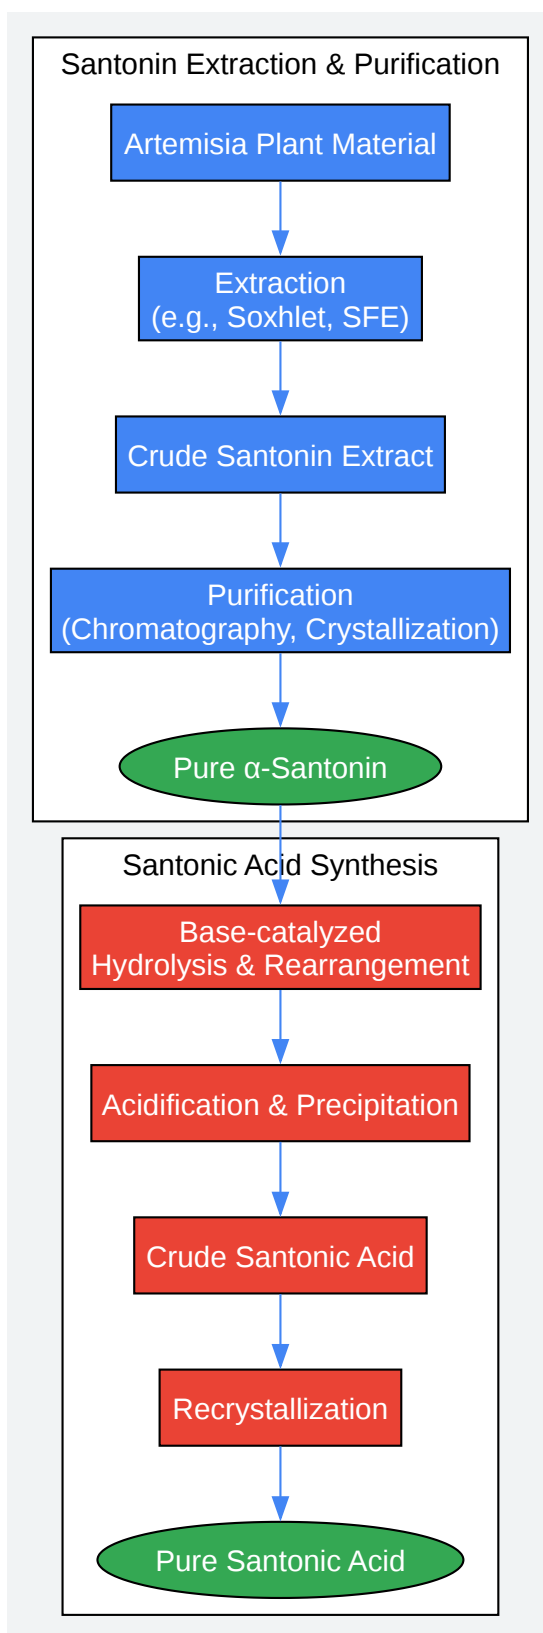 Santonin Extraction & Purification
Artemisia Plant Material
Extraction
(e.g., Soxhlet, SFE)
Crude Santonin Extract
Purification
(Chromatography, Crystallization)
Pure α-Santonin
Santonic Acid Synthesis
Base-catalyzed
Hydrolysis & Rearrangement
Acidification & Precipitation
Crude Santonic Acid
Recrystallization
Pure Santonic Acid